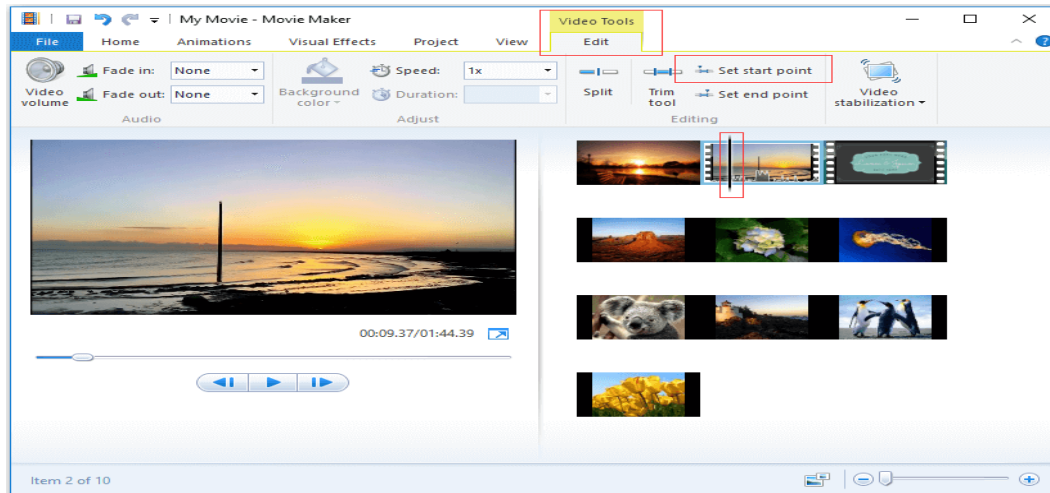 My Movie - Movie Maker
Video Tools
File Home Animations Visual Effects Project View Edit
Fade in: None
Speed: 1x
Set start point
Video volume
Fade out: None
Background color
Duration:
Split
Trim tool
Set end point
Video stabilization
Audio
Adjust
Editing
00:09.37/01:44.39
Item 2 of 10